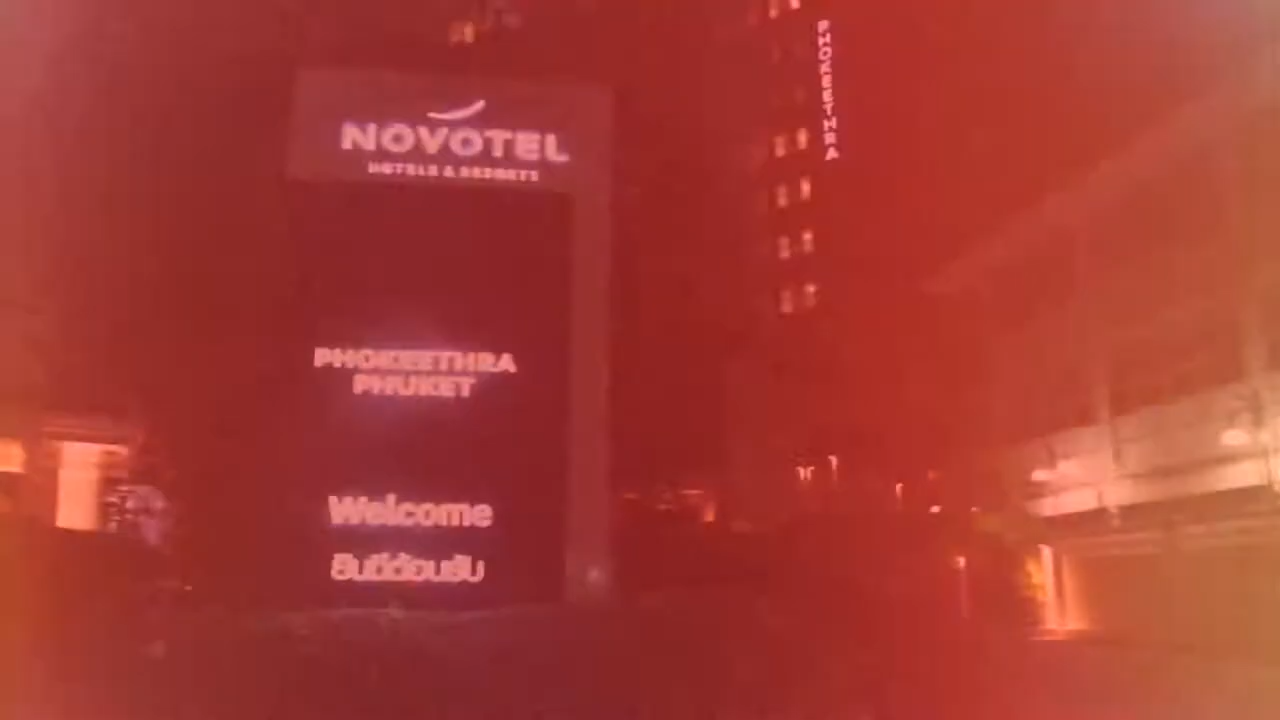 NOVOTEL
HOTELS & RESORTS
PHOKEETHRA
PHOKEETHRA
PHUKET
Welcome
ยินดีต้อนรับ